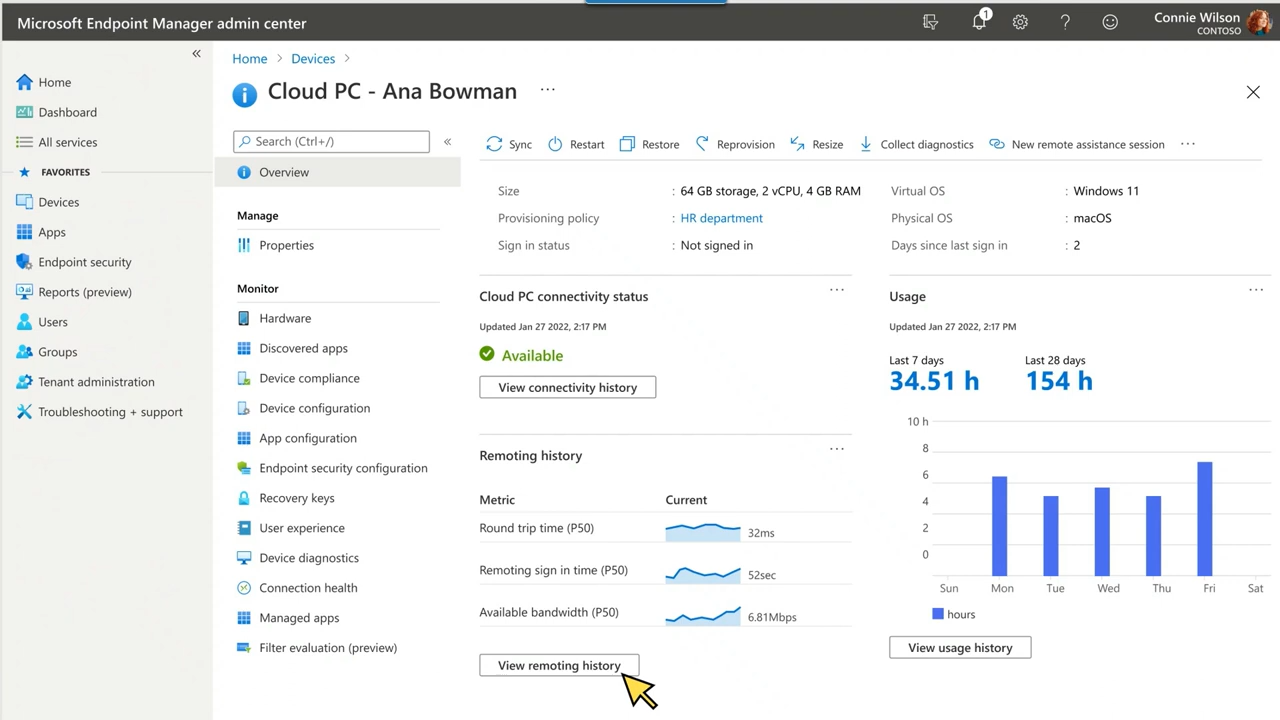 Microsoft Endpoint Manager admin center
1
Connie Wilson
CONTOSO
«
Home
Dashboard
All services
FAVORITES
Devices
Apps
Endpoint security
Reports (preview)
Users
Groups
Tenant administration
Troubleshooting + support
Home > Devices >
Cloud PC - Ana Bowman ...
Search (Ctrl+/) «
Overview
Manage
Properties
Monitor
Hardware
Discovered apps
Device compliance
Device configuration
App configuration
Endpoint security configuration
Recovery keys
User experience
Device diagnostics
Connection health
Managed apps
Filter evaluation (preview)
Sync Restart Restore Reprovision Resize Collect diagnostics New remote assistance session ...
Size : 64 GB storage, 2 vCPU, 4 GB RAM
Provisioning policy : HR department
Sign in status : Not signed in
Virtual OS : Windows 11
Physical OS : macOS
Days since last sign in : 2
Cloud PC connectivity status ...
Updated Jan 27 2022, 2:17 PM
Available
View connectivity history
Remoting history ...
Metric Current
Round trip time (P50) 32ms
Remoting sign in time (P50) 52sec
Available bandwidth (P50) 6.81Mbps
View remoting history
Usage ...
Updated Jan 27 2022, 2:17 PM
Last 7 days Last 28 days
34.51 h 154 h
10 h
8
6
4
2
0
Sun Mon Tue Wed Thu Fri Sat
hours
View usage history